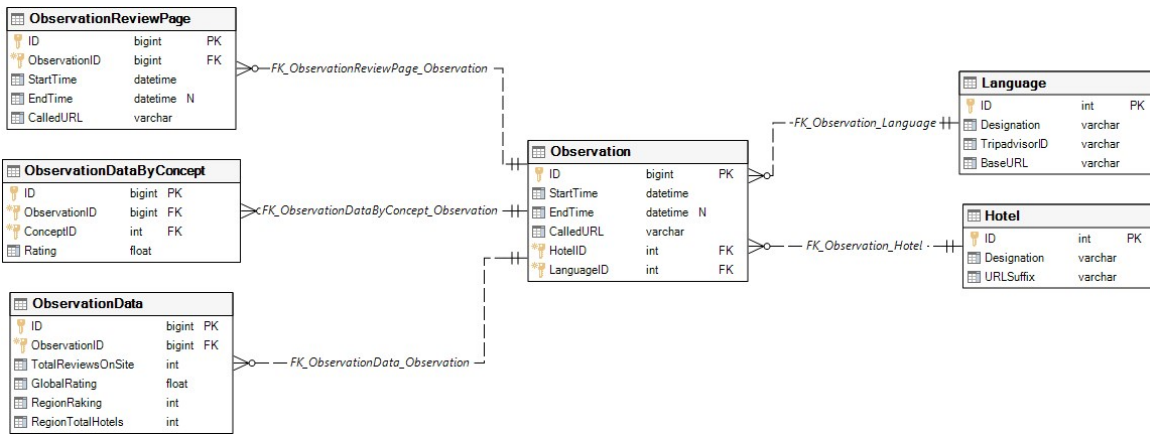 ObservationReviewPage
ID bigint PK
ObservationID bigint FK
StartTime datetime
EndTime datetime N
CalledURL varchar
FK_ObservationReviewPage_Observation
ObservationDataByConcept
ID bigint PK
ObservationID bigint FK
ConceptID int FK
Rating float
FK_ObservationDataByConcept_Observation
ObservationData
ID bigint PK
ObservationID bigint FK
TotalReviewsOnSite int
GlobalRating float
RegionRaking int
RegionTotalHotels int
FK_ObservationData_Observation
Observation
ID bigint PK
StartTime datetime
EndTime datetime N
CalledURL varchar
HotelID int FK
LanguageID int FK
FK_Observation_Language
Language
ID int PK
Designation varchar
TripadvisorID varchar
BaseURL varchar
FK_Observation_Hotel
Hotel
ID int PK
Designation varchar
URLSuffix varchar